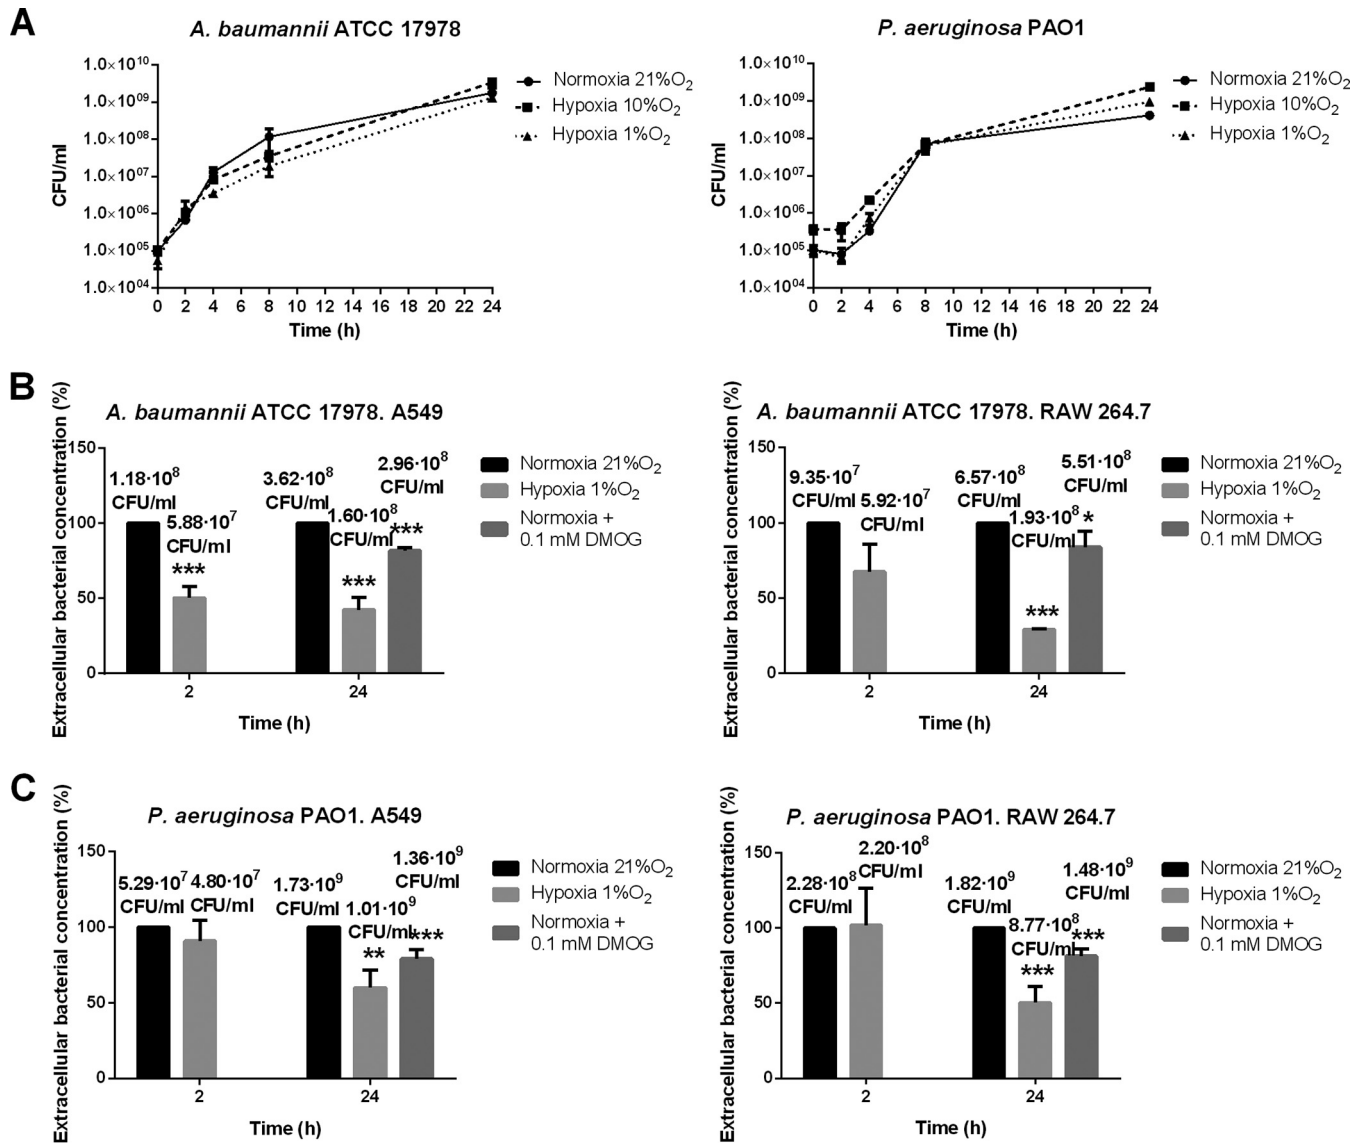 A
A. baumannii ATCC 17978
CFU/ml
1.0×10¹⁰
1.0×10⁰⁹
1.0×10⁰⁸
1.0×10⁰⁷
1.0×10⁰⁶
1.0×10⁰⁵
1.0×10⁰⁴
0 2 4 6 8 10 12 14 16 18 20 22 24
Time (h)
Normoxia 21%O₂
Hypoxia 10%O₂
Hypoxia 1%O₂
P. aeruginosa PAO1
CFU/ml
1.0×10¹⁰
1.0×10⁰⁹
1.0×10⁰⁸
1.0×10⁰⁷
1.0×10⁰⁶
1.0×10⁰⁵
1.0×10⁰⁴
0 2 4 6 8 10 12 14 16 18 20 22 24
Time (h)
Normoxia 21%O₂
Hypoxia 10%O₂
Hypoxia 1%O₂
B
A. baumannii ATCC 17978. A549
Extracellular bacterial concentration (%)
150
100
50
0
1.18·10⁸
CFU/ml
5.88·10⁷
CFU/ml
***
3.62·10⁸
CFU/ml
1.60·10⁸
CFU/ml
***
2.96·10⁸
CFU/ml
***
2 24
Time (h)
Normoxia 21%O₂
Hypoxia 1%O₂
Normoxia +
0.1 mM DMOG
A. baumannii ATCC 17978. RAW 264.7
Extracellular bacterial concentration (%)
150
100
50
0
9.35·10⁷
CFU/ml
5.92·10⁷
CFU/ml
6.57·10⁸
CFU/ml
1.93·10⁸
CFU/ml
***
5.51·10⁸
CFU/ml
*
2 24
Time (h)
Normoxia 21%O₂
Hypoxia 1%O₂
Normoxia +
0.1 mM DMOG
C
P. aeruginosa PAO1. A549
Extracellular bacterial concentration (%)
150
100
50
0
5.29·10⁷
CFU/ml
4.80·10⁷
CFU/ml
1.73·10⁹
CFU/ml
1.01·10⁹
CFU/ml
**
1.36·10⁹
CFU/ml
***
2 24
Time (h)
Normoxia 21%O₂
Hypoxia 1%O₂
Normoxia +
0.1 mM DMOG
P. aeruginosa PAO1. RAW 264.7
Extracellular bacterial concentration (%)
150
100
50
0
2.28·10⁸
CFU/ml
2.20·10⁸
CFU/ml
1.82·10⁹
CFU/ml
8.77·10⁸
CFU/ml
***
1.48·10⁹
CFU/ml
***
2 24
Time (h)
Normoxia 21%O₂
Hypoxia 1%O₂
Normoxia +
0.1 mM DMOG